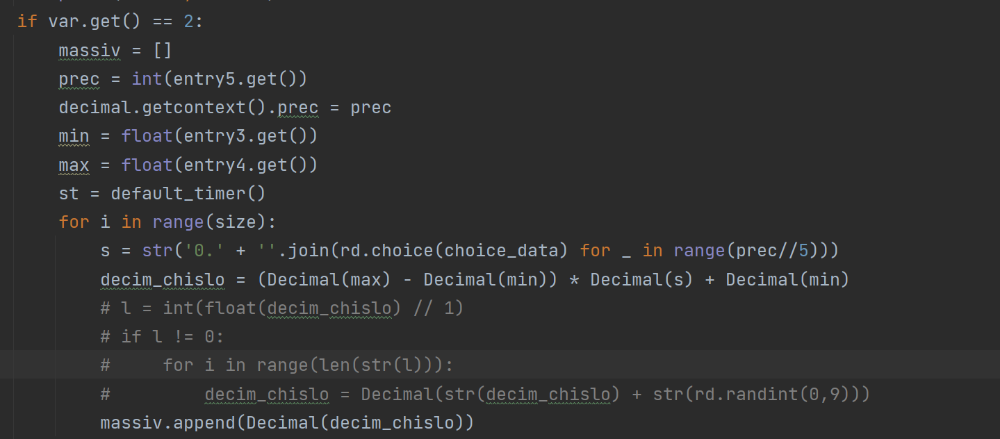 if var.get() == 2:
    massiv = []
    prec = int(entry5.get())
    decimal.getcontext().prec = prec
    min = float(entry3.get())
    max = float(entry4.get())
    st = default_timer()
    for i in range(size):
        s = str('0.' + ''.join(rd.choice(choice_data) for _ in range(prec//5)))
        decim_chislo = (Decimal(max) - Decimal(min)) * Decimal(s) + Decimal(min)
        # l = int(float(decim_chislo) // 1)
        # if l != 0:
        #     for i in range(len(str(l))):
        #         decim_chislo = Decimal(str(decim_chislo) + str(rd.randint(0,9)))
        massiv.append(Decimal(decim_chislo))